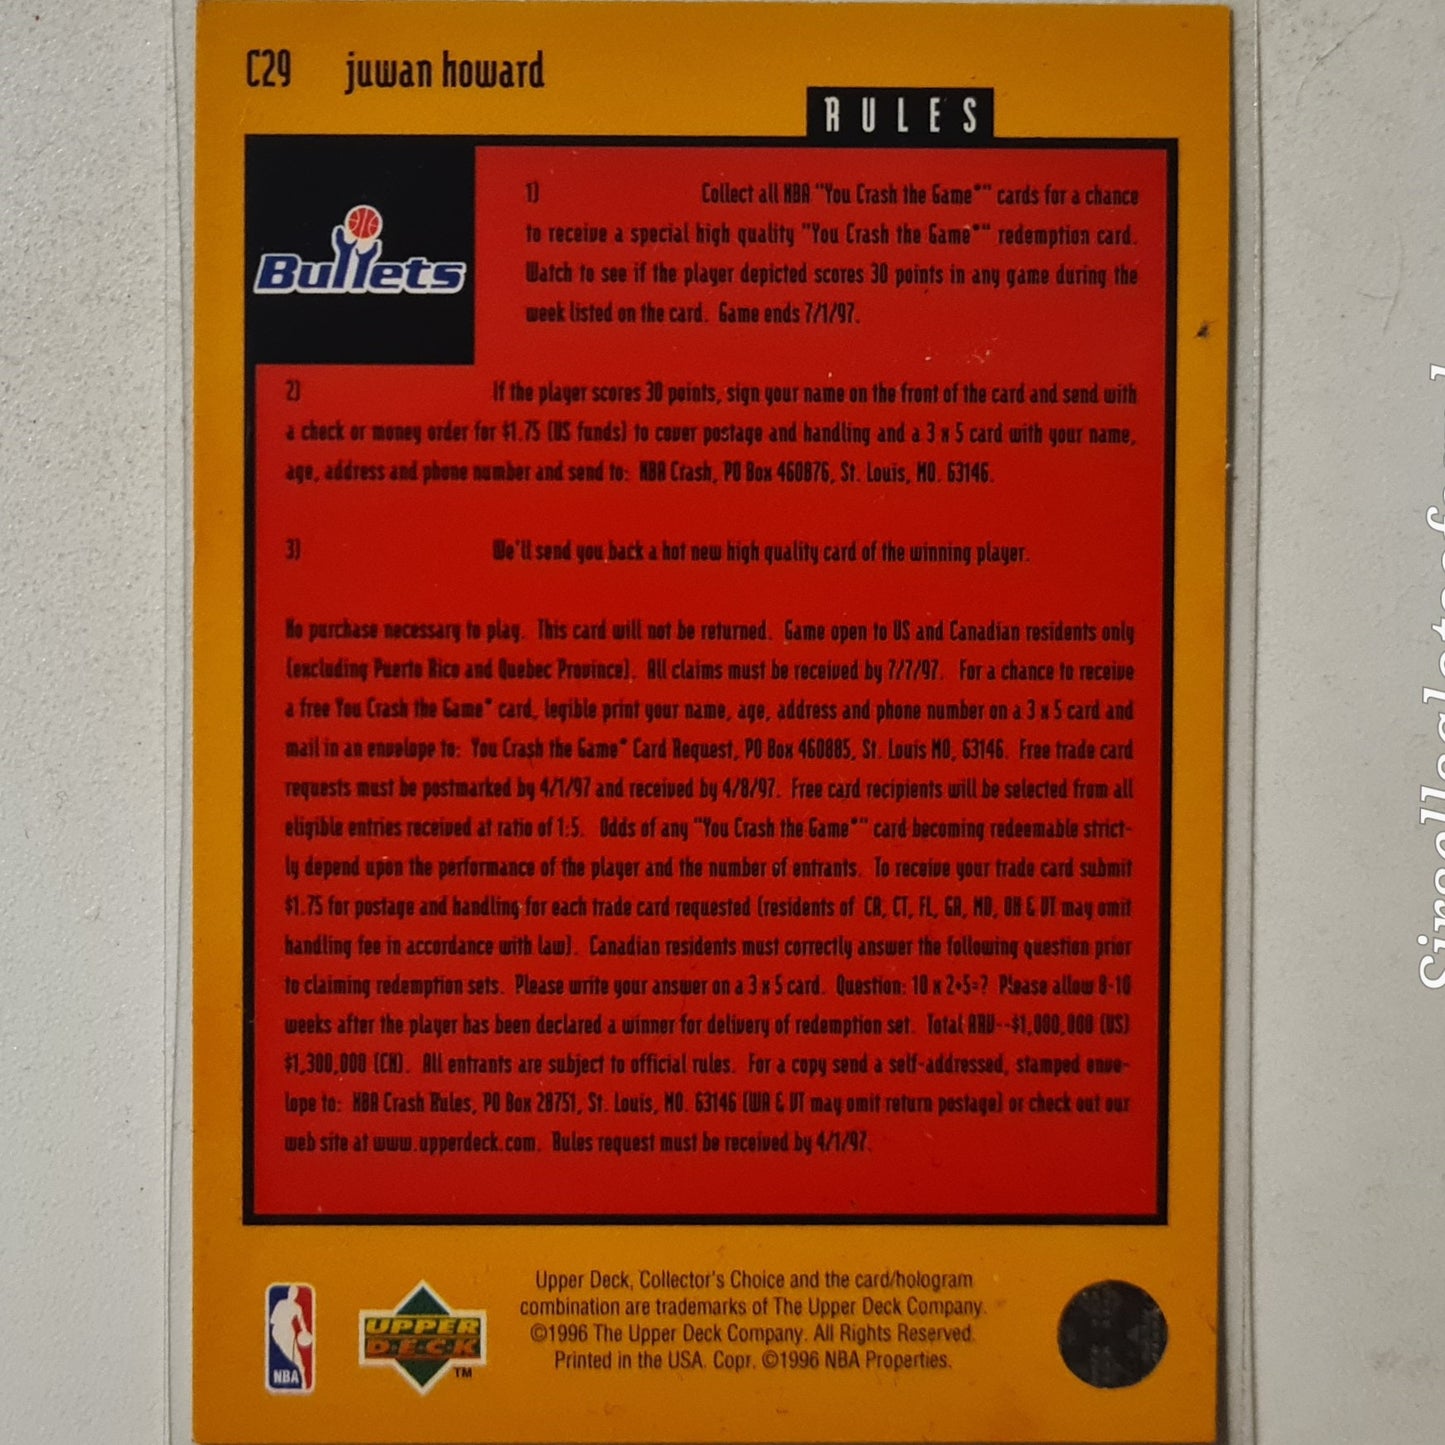 C29 juwan howard
RULES
Bullets
1) Collect all NBA "You Crash the Game*" cards for a chance
to receive a special high quality "You Crash the Game*" redemption card.
Watch to see if the player depicted scores 30 points in any game during the
week listed on the card. Game ends 7/1/97.
2) If the player scores 30 points, sign your name on the front of the card and send with
a check or money order for $1.75 (US funds) to cover postage and handling and a 3 x 5 card with your name,
age, address and phone number and send to: NBA Crash, PO Box 460876, St. Louis, MO. 63146.
3) We'll send you back a hot new high quality card of the winning player.
No purchase necessary to play. This card will not be returned. Game open to US and Canadian residents only
(excluding Puerto Rico and Quebec Province). All claims must be received by 7/7/97. For a chance to receive
a free You Crash the Game* card, legible print your name, age, address and phone number on a 3 x 5 card and
mail in an envelope to: You Crash the Game* Card Request, PO Box 460885, St. Louis MO, 63146. Free trade card
requests must be postmarked by 4/1/97 and received by 4/8/97. Free card recipients will be selected from all
eligible entries received at ratio of 1:5. Odds of any "You Crash the Game*" card becoming redeemable strict-
ly depend upon the performance of the player and the number of entrants. To receive your trade card submit
$1.75 for postage and handling for each trade card requested (residents of CA, CT, FL, GA, MD, OH & VT may omit
handling fee in accordance with law). Canadian residents must correctly answer the following question prior
to claiming redemption sets. Please write your answer on a 3 x 5 card. Question: 10 x 2+5=? Please allow 8-10
weeks after the player has been declared a winner for delivery of redemption set. Total ARV--$1,000,000 (US)
$1,300,000 (CN). All entrants are subject to official rules. For a copy send a self-addressed, stamped enve-
lope to: NBA Crash Rules, PO Box 28751, St. Louis, MO. 63146 (WA & VT may omit return postage) or check out our
web site at www.upperdeck.com. Rules request must be received by 4/1/97.
NBA
UPPER
D.E.C.K
TM
Upper Deck, Collector's Choice and the card/hologram
combination are trademarks of The Upper Deck Company.
©1996 The Upper Deck Company. All Rights Reserved.
Printed in the USA. Copr. ©1996 NBA Properties.